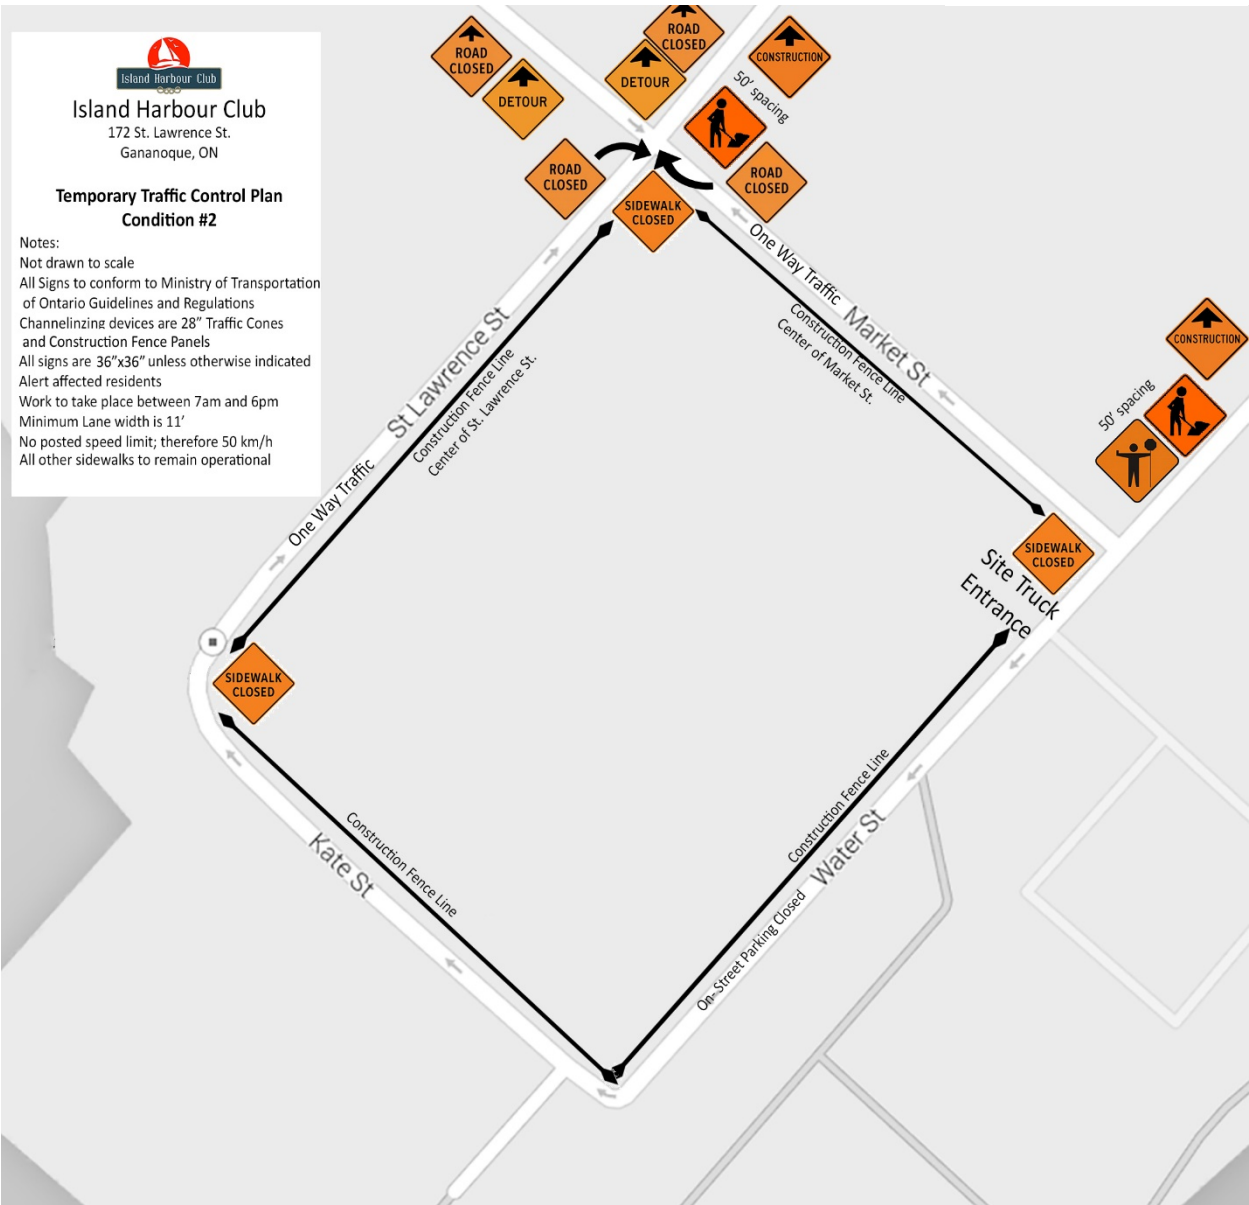 Island Harbour Club
Island Harbour Club
172 St. Lawrence St.
Gananoque, ON
Temporary Traffic Control Plan
Condition #2
Notes:
Not drawn to scale
All Signs to conform to Ministry of Transportation
of Ontario Guidelines and Regulations
Channelinzing devices are 28" Traffic Cones
and Construction Fence Panels
All signs are 36"x36" unless otherwise indicated
Alert affected residents
Work to take place between 7am and 6pm
Minimum Lane width is 11'
No posted speed limit; therefore 50 km/h
All other sidewalks to remain operational
ROAD
CLOSED
DETOUR
ROAD
CLOSED
DETOUR
ROAD
CLOSED
CONSTRUCTION
50' spacing
ROAD
CLOSED
SIDEWALK
CLOSED
One Way Traffic
Market St
Construction Fence Line
Center of Market St.
St Lawrence St
One Way Traffic
Construction Fence Line
Center of St. Lawrence St.
CONSTRUCTION
50' spacing
SIDEWALK
CLOSED
Site Truck
Entrance
SIDEWALK
CLOSED
Construction Fence Line
Kate St
Construction Fence Line
Water St
On-Street Parking Closed